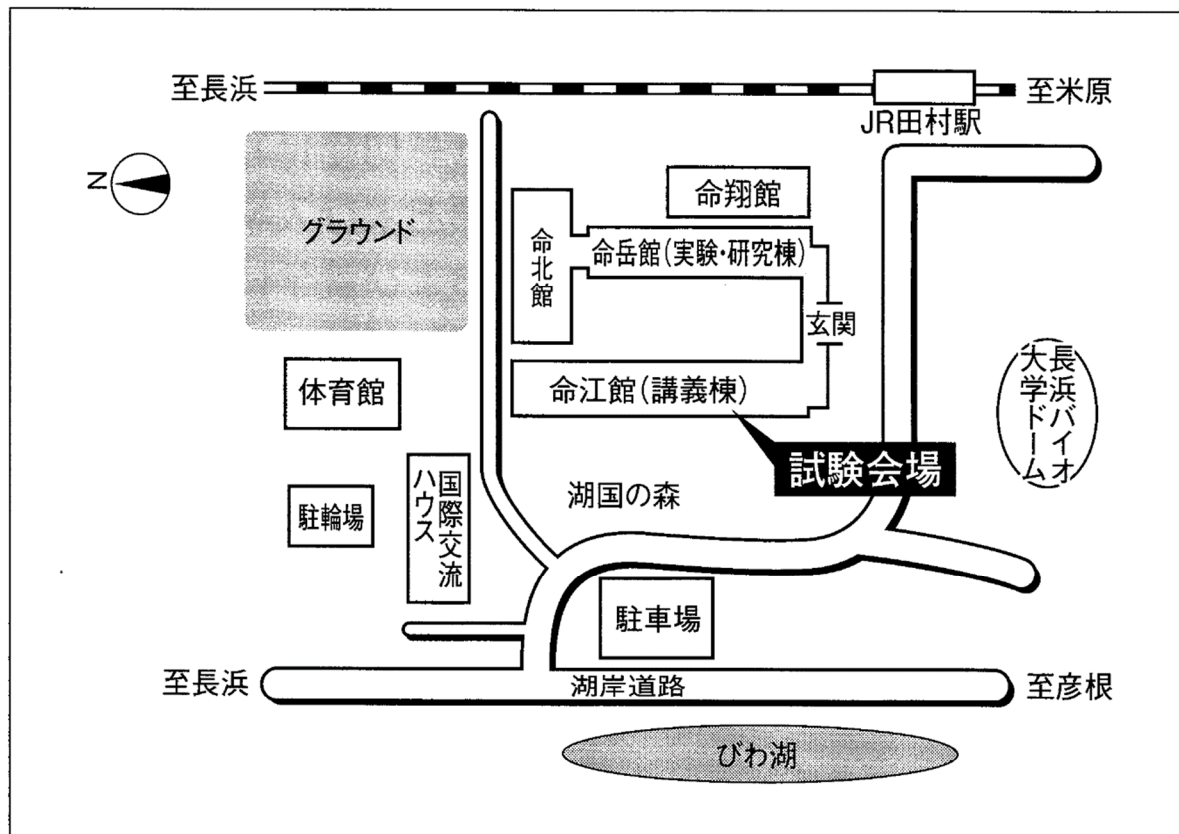 至長浜
至米原
JR田村駅
N
グラウンド
命翔館
命北館
命岳館(実験・研究棟)
玄関
体育館
命江館(講義棟)
長浜バイオ
大学ドーム
試験会場
国際交流
ハウス
駐輪場
湖国の森
駐車場
至長浜
湖岸道路
至彦根
びわ湖